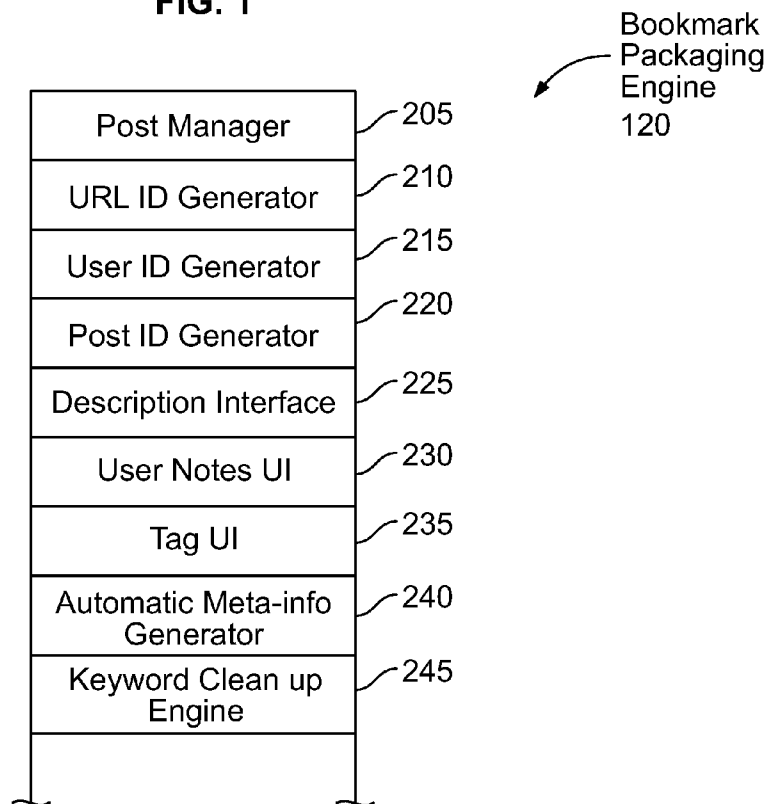 FIG. 1
Bookmark
Packaging
Engine
120
Post Manager
205
URL ID Generator
210
User ID Generator
215
Post ID Generator
220
Description Interface
225
User Notes UI
230
Tag UI
235
Automatic Meta-info
Generator
240
Keyword Clean up
Engine
245